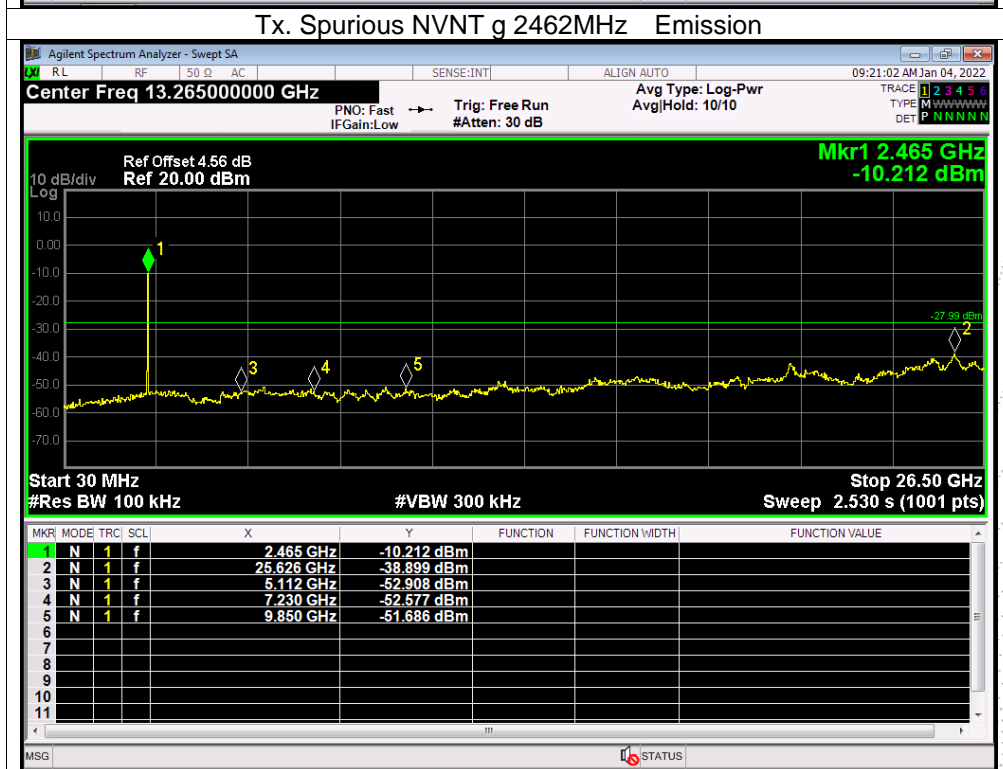 Tx. Spurious NVNT g 2462MHz Emission
Agilent Spectrum Analyzer - Swept SA
LXI RL RF 50 Ω AC SENSE:INT ALIGN AUTO 09:21:02 AM Jan 04, 2022
Center Freq 13.265000000 GHz Avg Type: Log-Pwr TRACE 1 2 3 4 5 6
PNO: Fast Trig: Free Run Avg|Hold: 10/10 TYPE M WWWWW
IFGain:Low #Atten: 30 dB DET P N N N N N
Mkr1 2.465 GHz
Ref Offset 4.56 dB
10 dB/div Ref 20.00 dBm -10.212 dBm
Log
10.0
0.00
1
-10.0
-20.0
-27.99 dBm
-30.0
2
-40.0
3 4 5
-50.0
-60.0
-70.0
Start 30 MHz Stop 26.50 GHz
#Res BW 100 kHz #VBW 300 kHz Sweep 2.530 s (1001 pts)
MKR MODE TRC SCL X Y FUNCTION FUNCTION WIDTH FUNCTION VALUE
1 N 1 f 2.465 GHz -10.212 dBm
2 N 1 f 25.626 GHz -38.899 dBm
3 N 1 f 5.112 GHz -52.908 dBm
4 N 1 f 7.230 GHz -52.577 dBm
5 N 1 f 9.850 GHz -51.686 dBm
6
7
8
9
10
11
MSG STATUS